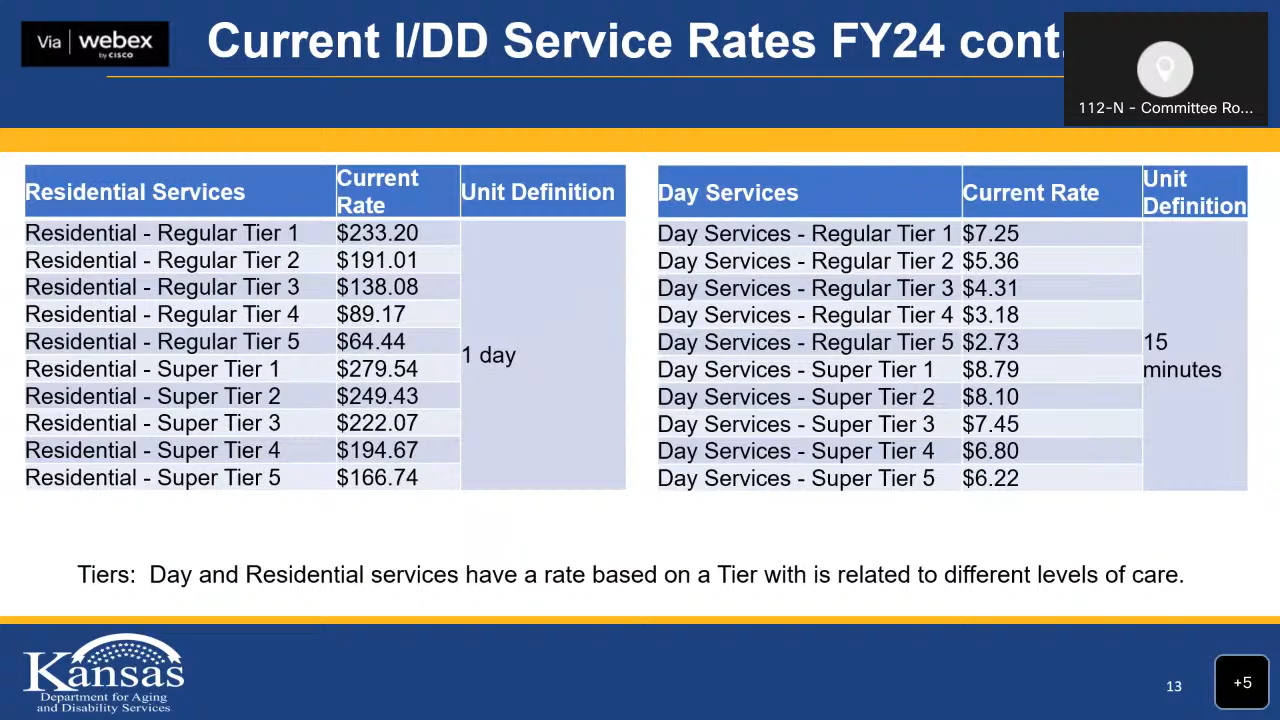 Via webex
by CISCO
Current I/DD Service Rates FY24 cont.
112-N - Committee Ro...
Residential Services Current Rate Unit Definition
Residential - Regular Tier 1 $233.20
Residential - Regular Tier 2 $191.01
Residential - Regular Tier 3 $138.08
Residential - Regular Tier 4 $89.17
Residential - Regular Tier 5 $64.44
1 day
Residential - Super Tier 1 $279.54
Residential - Super Tier 2 $249.43
Residential - Super Tier 3 $222.07
Residential - Super Tier 4 $194.67
Residential - Super Tier 5 $166.74
Day Services Current Rate Unit Definition
Day Services - Regular Tier 1 $7.25
Day Services - Regular Tier 2 $5.36
Day Services - Regular Tier 3 $4.31
Day Services - Regular Tier 4 $3.18
Day Services - Regular Tier 5 $2.73
15 minutes
Day Services - Super Tier 1 $8.79
Day Services - Super Tier 2 $8.10
Day Services - Super Tier 3 $7.45
Day Services - Super Tier 4 $6.80
Day Services - Super Tier 5 $6.22
Tiers: Day and Residential services have a rate based on a Tier with is related to different levels of care.
Kansas
Department for Aging
and Disability Services
13
+5